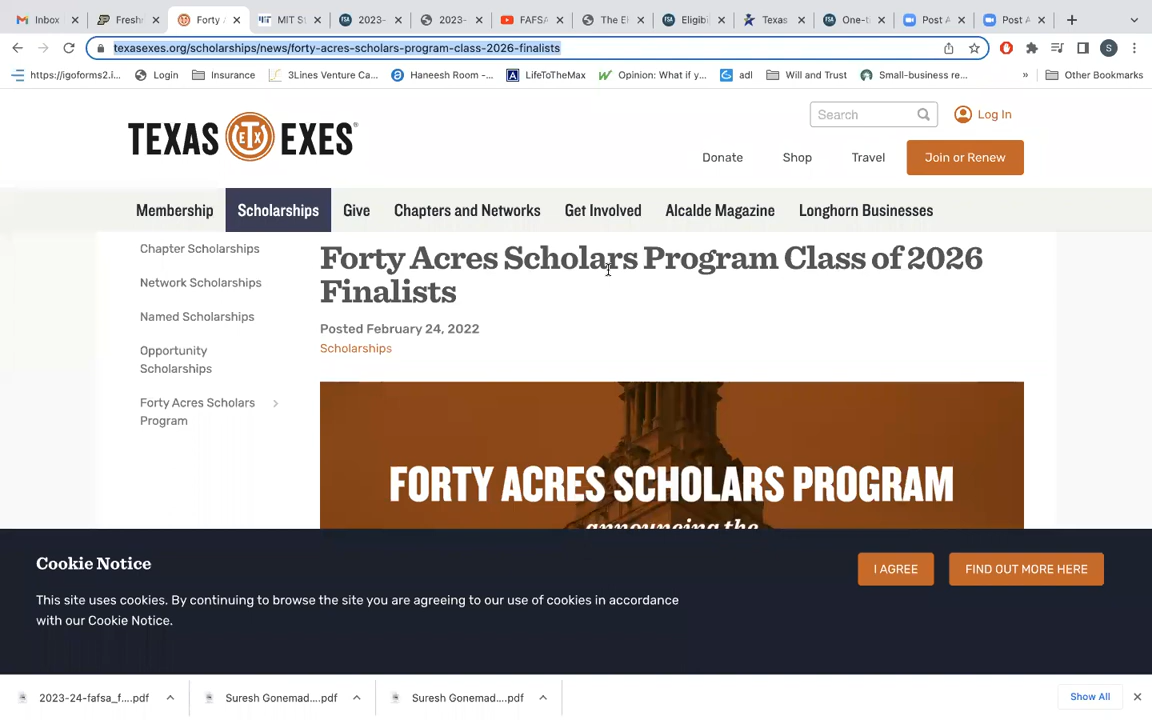 Inbox
Freshr
Forty A
MIT St
2023-
2023-
FAFSA
The El
Eligibi
Texas
One-t
Post A
Post A
texasexes.org/scholarships/news/forty-acres-scholars-program-class-2026-finalists
S
https://igoforms2.i...
Login
Insurance
3Lines Venture Ca...
Haneesh Room -...
LifeToTheMax
Opinion: What if y...
adl
Will and Trust
Small-business re...
»
Other Bookmarks
TEXAS ETX EXES®
Search
Log In
Donate
Shop
Travel
Join or Renew
Membership
Scholarships
Give
Chapters and Networks
Get Involved
Alcalde Magazine
Longhorn Businesses
Chapter Scholarships
Network Scholarships
Named Scholarships
Opportunity
Scholarships
Forty Acres Scholars
Program
Forty Acres Scholars Program Class of 2026
Finalists
Posted February 24, 2022
Scholarships
FORTY ACRES SCHOLARS PROGRAM
announcing the
Cookie Notice
This site uses cookies. By continuing to browse the site you are agreeing to our use of cookies in accordance
with our Cookie Notice.
I AGREE
FIND OUT MORE HERE
2023-24-fafsa_f....pdf
Suresh Gonemad....pdf
Suresh Gonemad....pdf
Show All